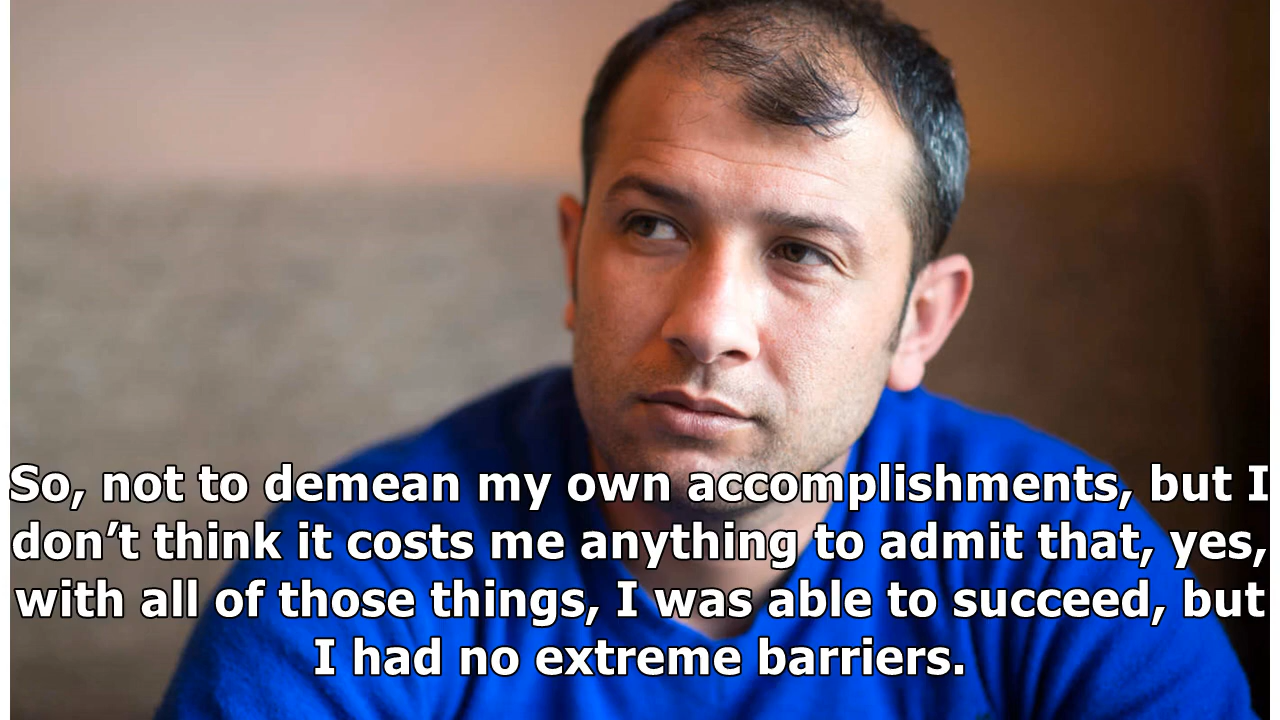 So, not to demean my own accomplishments, but I
don’t think it costs me anything to admit that, yes,
with all of those things, I was able to succeed, but
I had no extreme barriers.